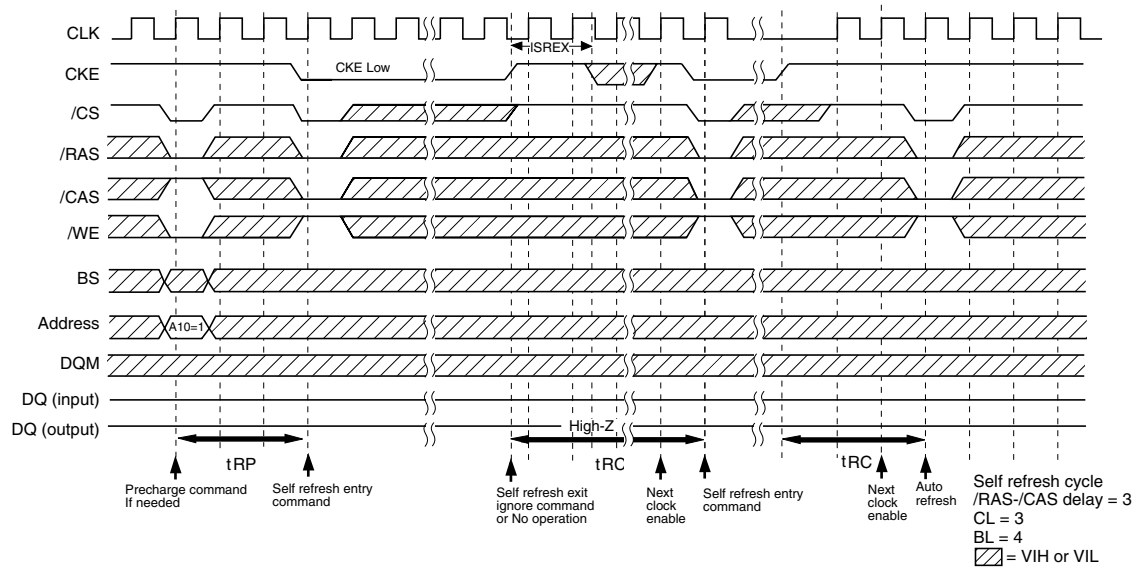 CLK
ISREX
CKE
CKE Low
/CS
/RAS
/CAS
/WE
BS
Address
A10=1
DQM
DQ (input)
DQ (output)
High-Z
tRP
tRC
tRC
Precharge command
If needed
Self refresh entry
command
Self refresh exit
ignore command
or No operation
Next
clock
enable
Self refresh entry
command
Next
clock
enable
Auto
refresh
Self refresh cycle
/RAS-/CAS delay = 3
CL = 3
BL = 4
= VIH or VIL